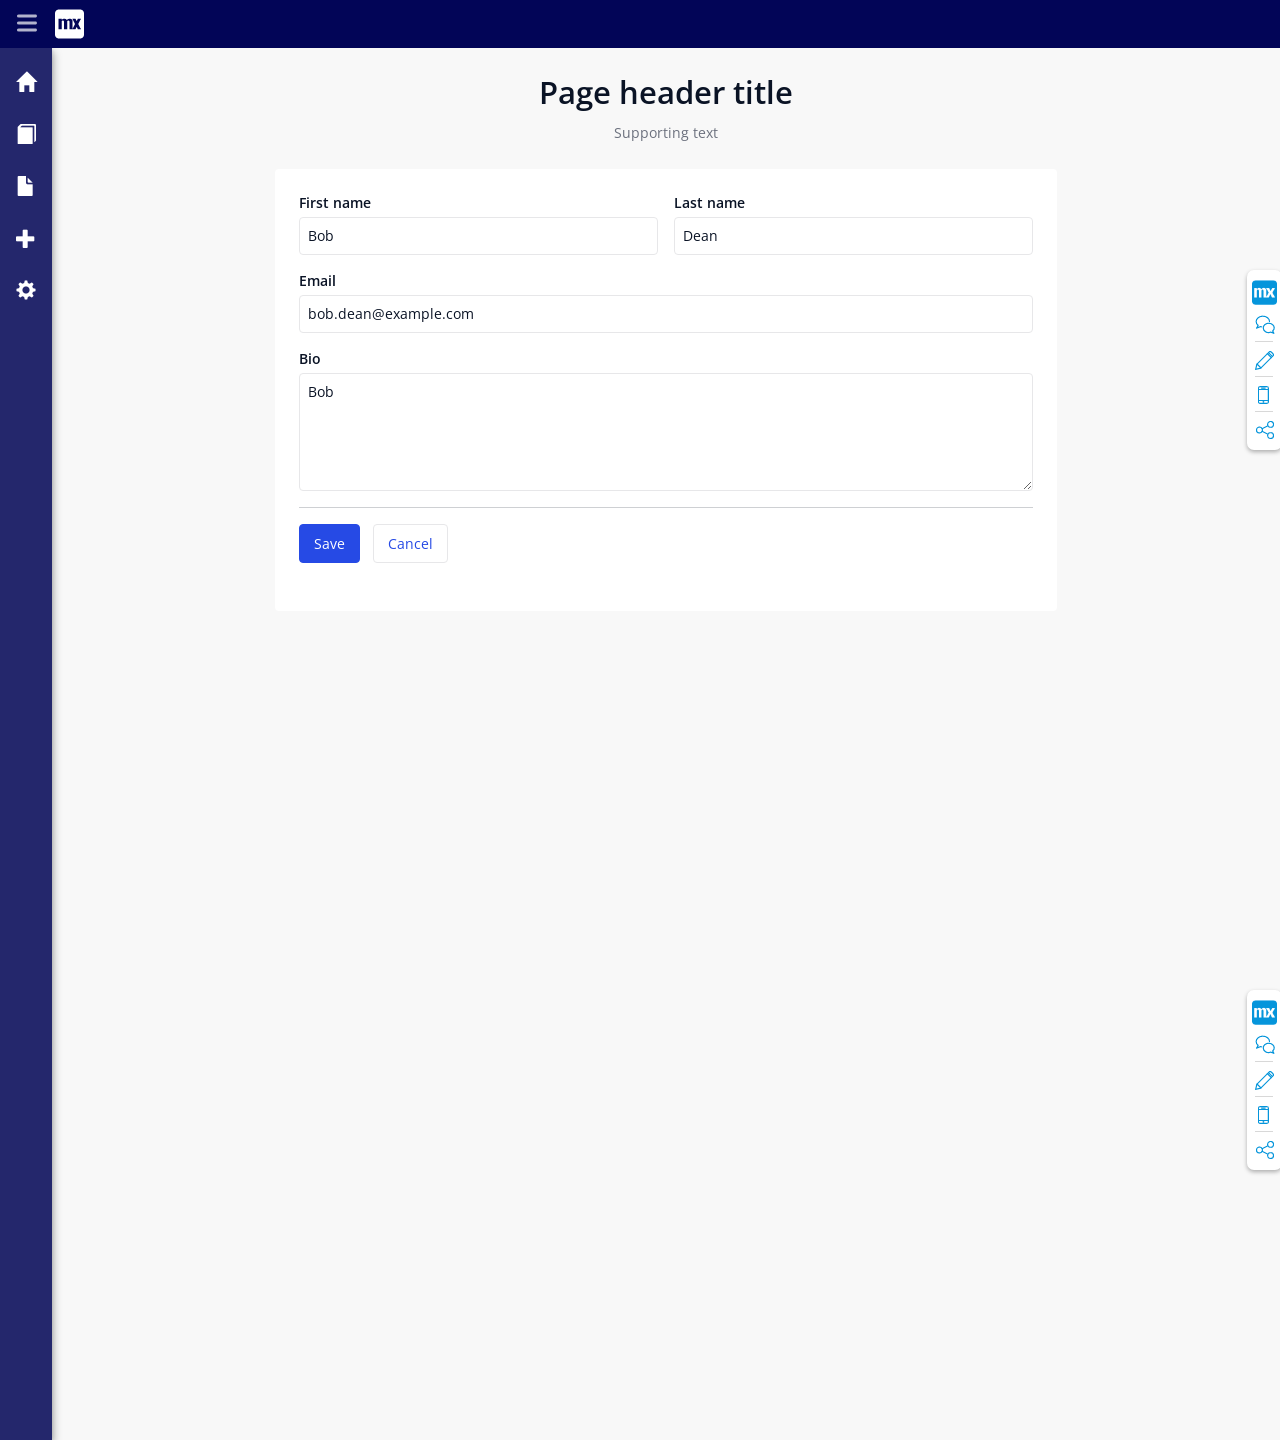 mx
Page header title
Supporting text
First name
Last name
Bob
Dean
Email
bob.dean@example.com
Bio
Bob
Save
Cancel
mx
mx